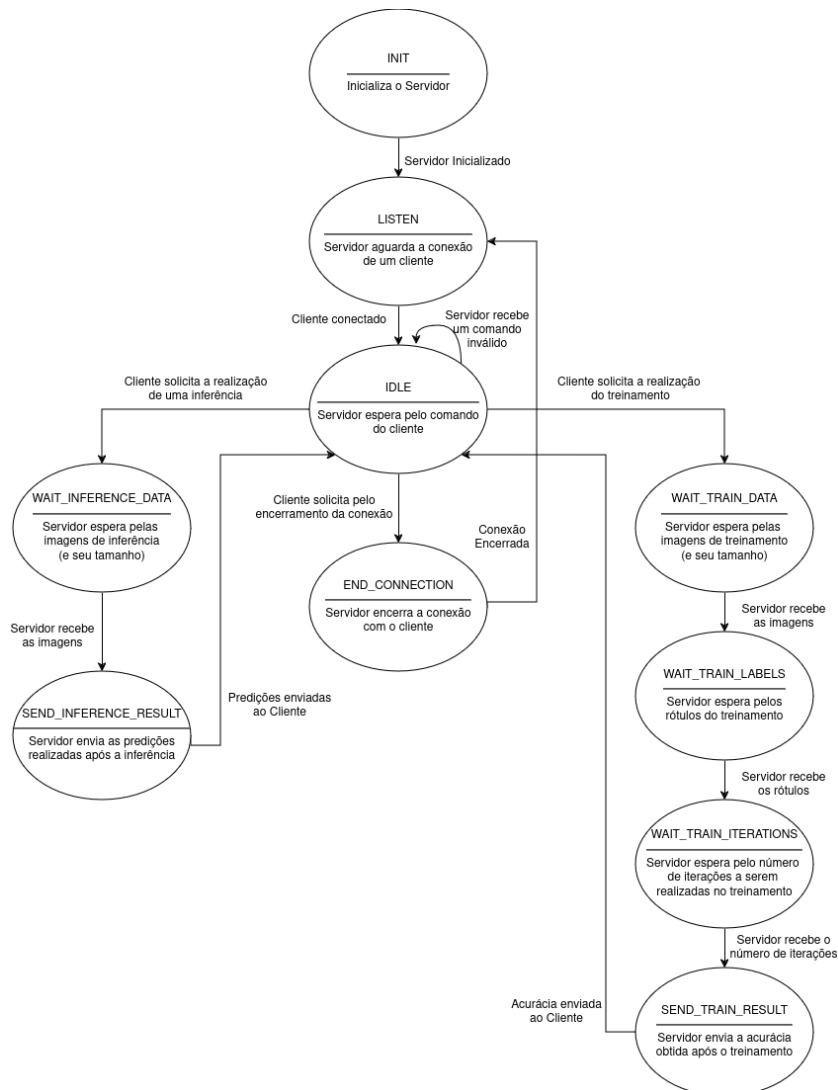 INIT
Inicializa o Servidor
Servidor Inicializado
LISTEN
Servidor aguarda a conexão
de um cliente
Cliente conectado
Servidor recebe
um comando
inválido
Cliente solicita a realização
de uma inferência
IDLE
Servidor espera pelo comando
do cliente
Cliente solicita a realização
do treinamento
WAIT_INFERENCE_DATA
Servidor espera pelas
imagens de inferência
(e seu tamanho)
Cliente solicita pelo
encerramento da conexão
Conexão
Encerrada
WAIT_TRAIN_DATA
Servidor espera pelas
imagens de treinamento
(e seu tamanho)
END_CONNECTION
Servidor encerra a conexão
com o cliente
Servidor recebe
as imagens
Servidor recebe
as imagens
WAIT_TRAIN_LABELS
Servidor espera pelos
rótulos do treinamento
SEND_INFERENCE_RESULT
Servidor envia as predições
realizadas após a inferência
Predições enviadas
ao Cliente
Servidor recebe
os rótulos
WAIT_TRAIN_ITERATIONS
Servidor espera pelo número
de iterações a serem
realizadas no treinamento
Servidor recebe o
número de iterações
Acurácia enviada
ao Cliente
SEND_TRAIN_RESULT
Servidor envia a acurácia
obtida após o treinamento